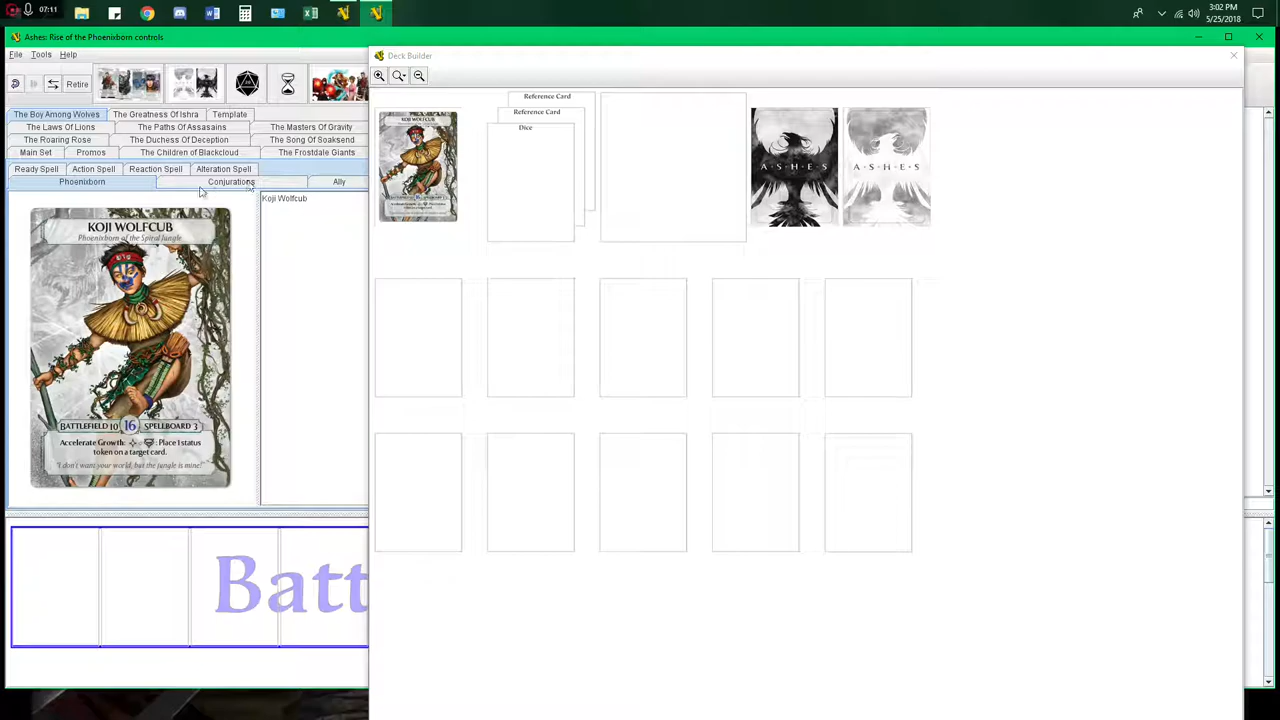 07:11
3:02 PM
5/25/2018
Ashes: Rise of the Phoenixborn controls
File Tools Help
Retire
Deck Builder
The Boy Among Wolves The Greatness Of Ishra Template
The Laws Of Lions The Paths Of Assasains The Masters Of Gravity
The Roaring Rose The Duchess Of Deception The Song Of Soaksend
Main Set Promos The Children of Blackcloud The Frostdale Giants
Ready Spell Action Spell Reaction Spell Alteration Spell
Phoenixborn Conjurations Ally
Koji Wolfcub
KOJI WOLFCUB
Phoenixborn of the Spiral Jungle
BATTLEFIELD 10 16 SPELLBOARD 3
Accelerate Growth: : Place 1 status
token on a target card.
"I don't want your world, but the jungle is mine!"
KOJI WOLFCUB
Reference Card
Reference Card
Dice
A·S·H·E·S
A·S·H·E·S
Batt